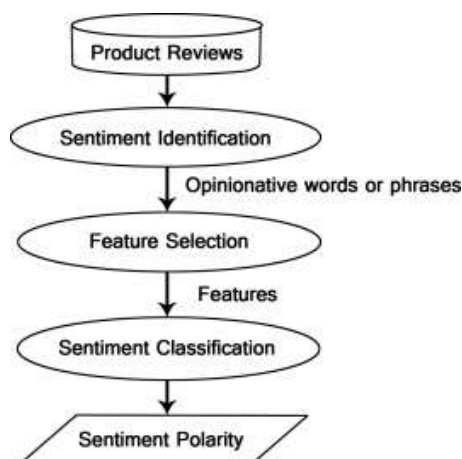 Product Reviews
Sentiment Identification
Opinionative words or phrases
Feature Selection
Features
Sentiment Classification
Sentiment Polarity